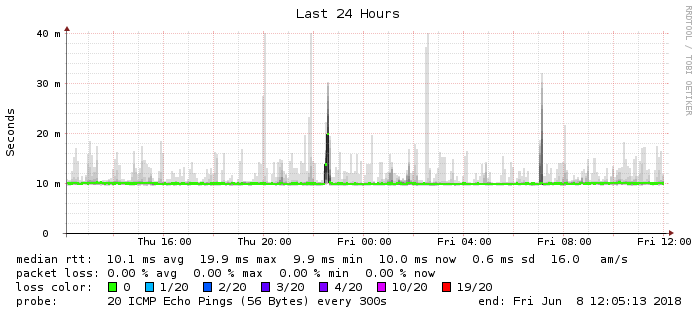 Last 24 Hours
RRDTOOL / TOBI OETIKER
40 m
30 m
20 m
10 m
0
Seconds
Thu 16:00 Thu 20:00 Fri 00:00 Fri 04:00 Fri 08:00 Fri 12:00
median rtt: 10.1 ms avg 19.9 ms max 9.9 ms min 10.0 ms now 0.6 ms sd 16.0 am/s
packet loss: 0.00 % avg 0.00 % max 0.00 % min 0.00 % now
loss color: 0 1/20 2/20 3/20 4/20 10/20 19/20
probe: 20 ICMP Echo Pings (56 Bytes) every 300s end: Fri Jun 8 12:05:13 2018